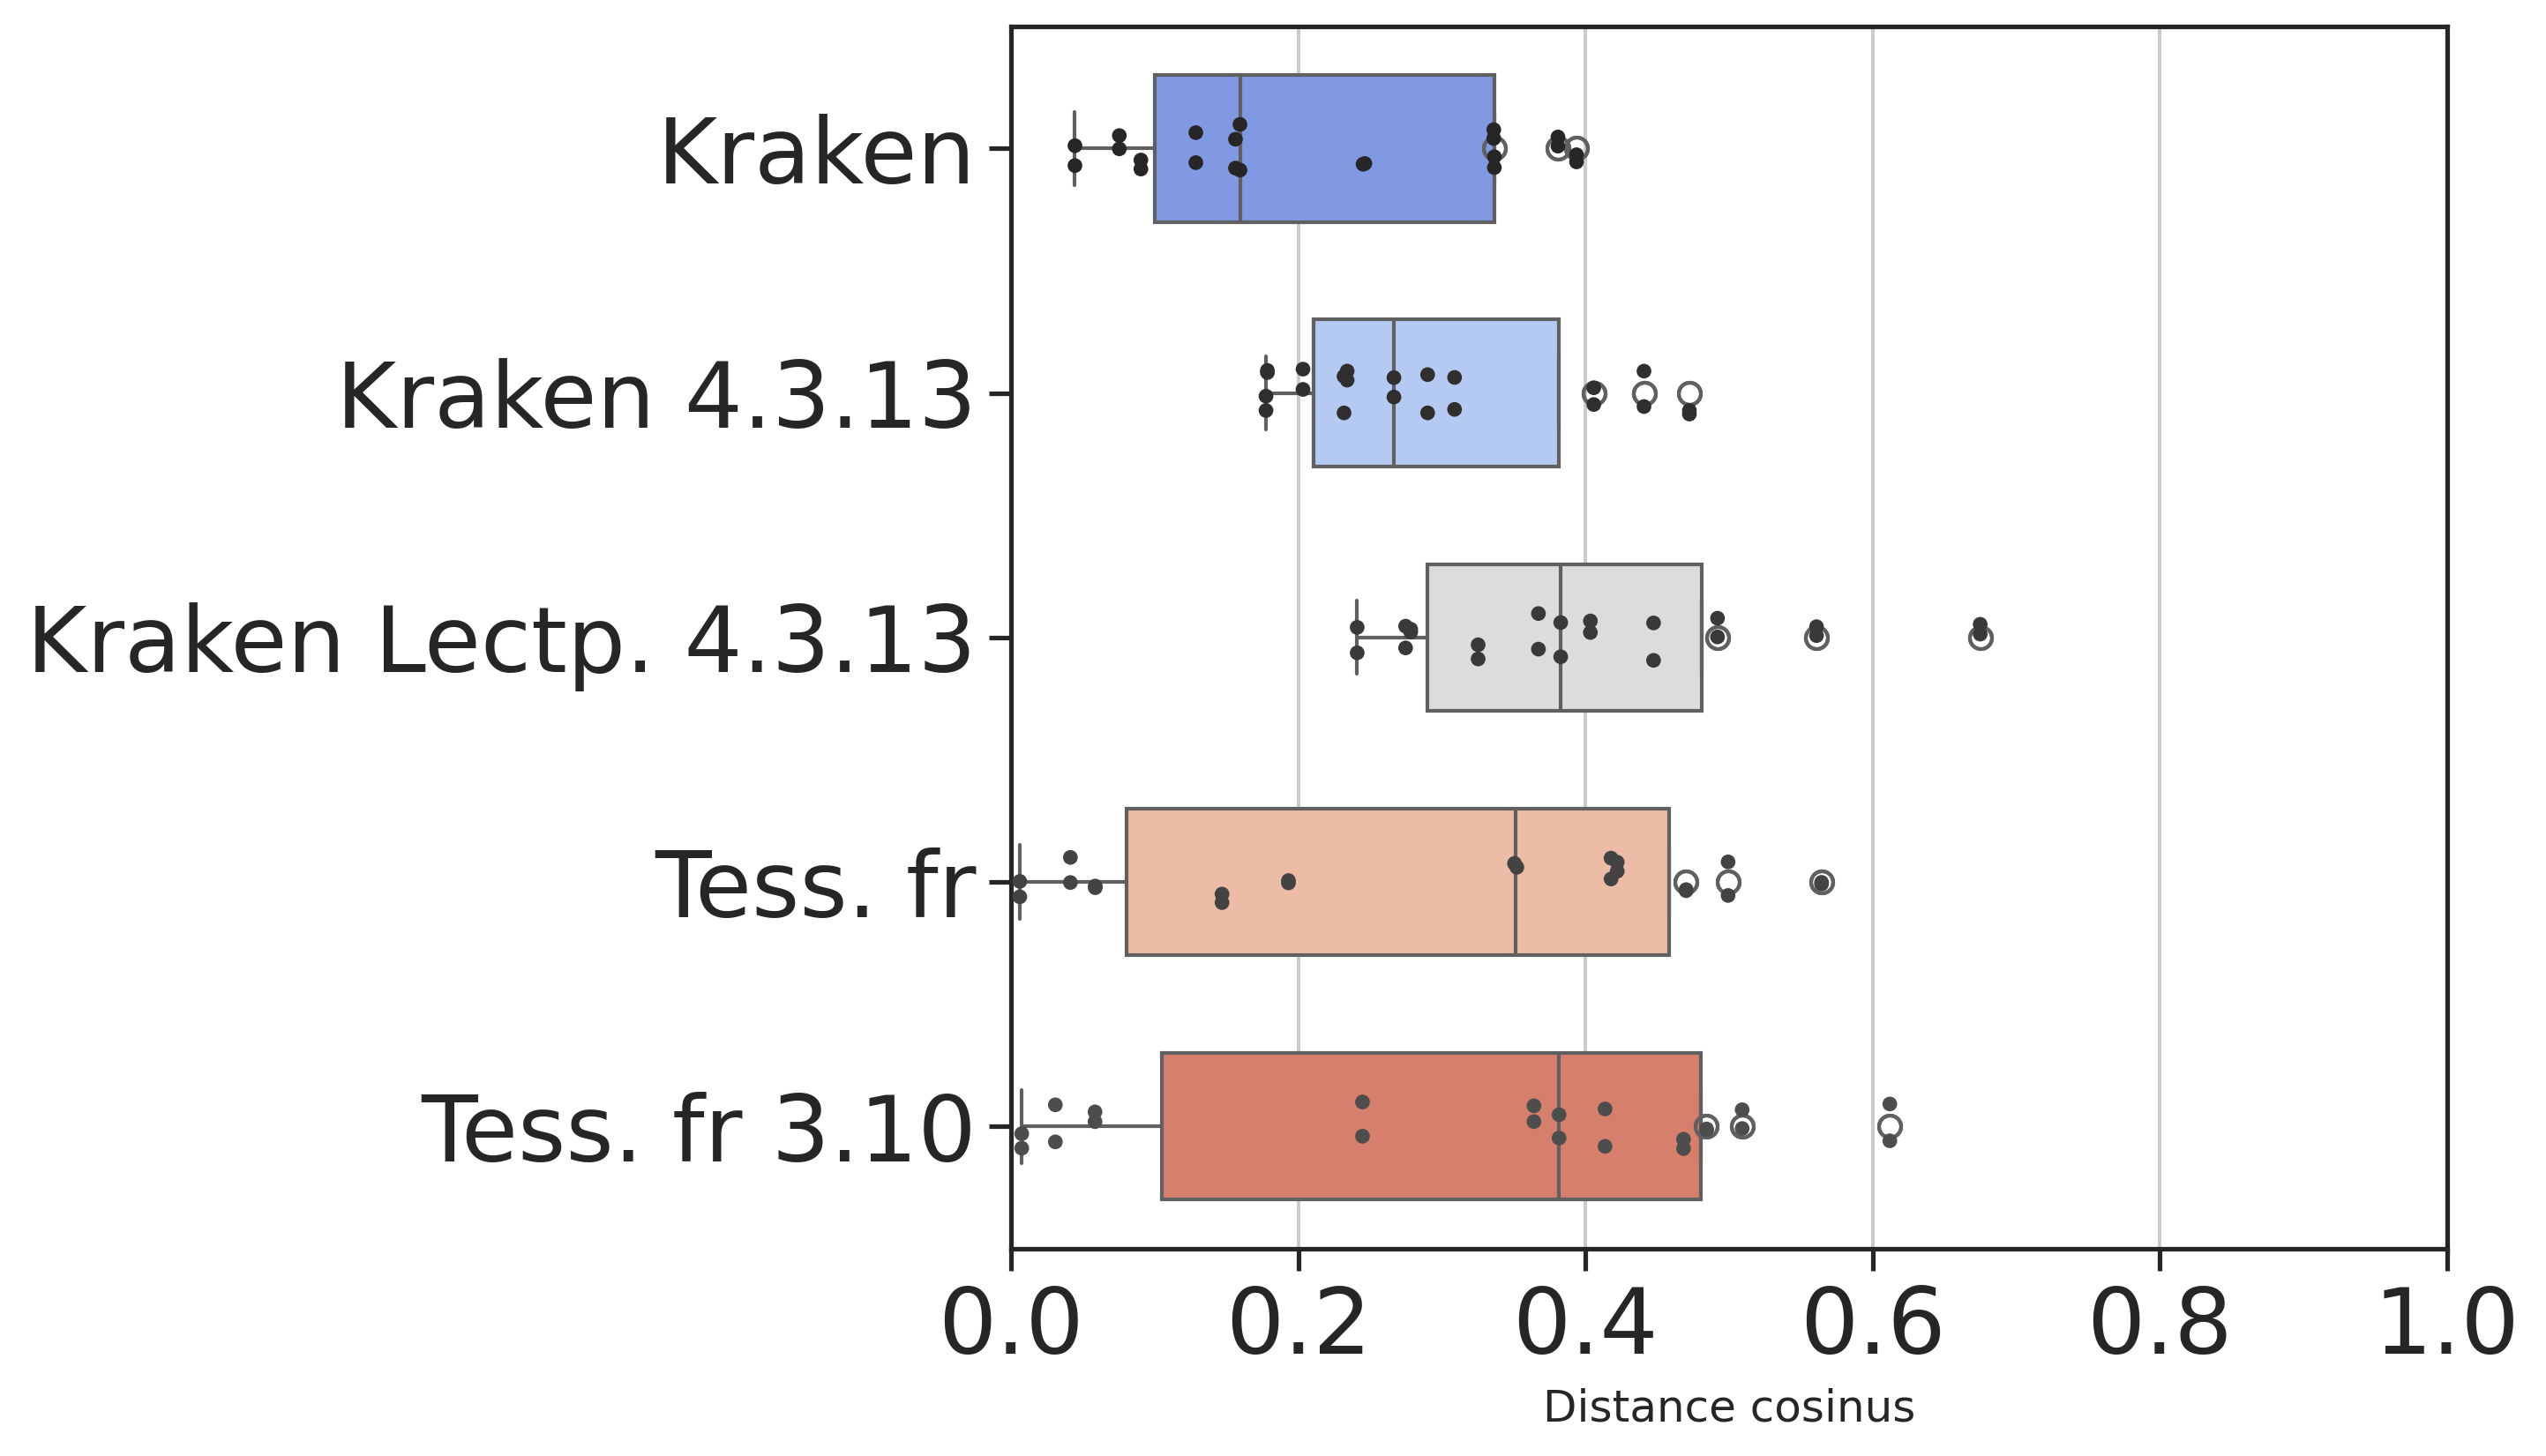 Kraken
Kraken 4.3.13
Kraken Lectp. 4.3.13
Tess. fr
Tess. fr 3.10
0.0 0.2 0.4 0.6 0.8 1.0
Distance cosinus